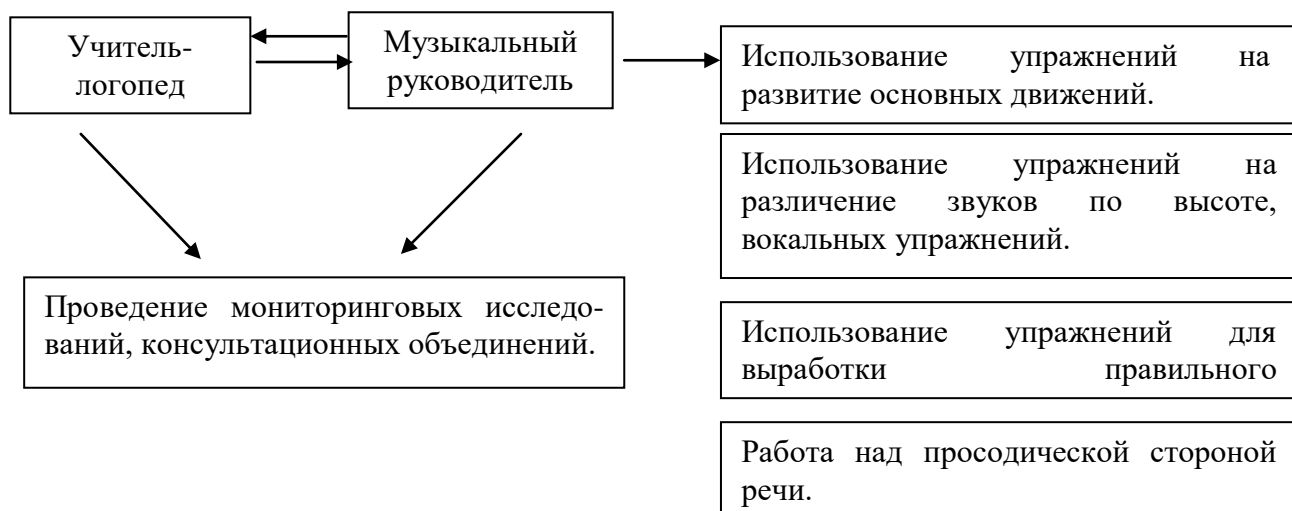 Учитель-
логопед
Музыкальный
руководитель
Использование упражнений на
развитие основных движений.
Использование упражнений на
различение звуков по высоте,
вокальных упражнений.
Проведение мониторинговых исследо-
ваний, консультационных объединений.
Использование упражнений для
выработки правильного
Работа над просодической стороной
речи.